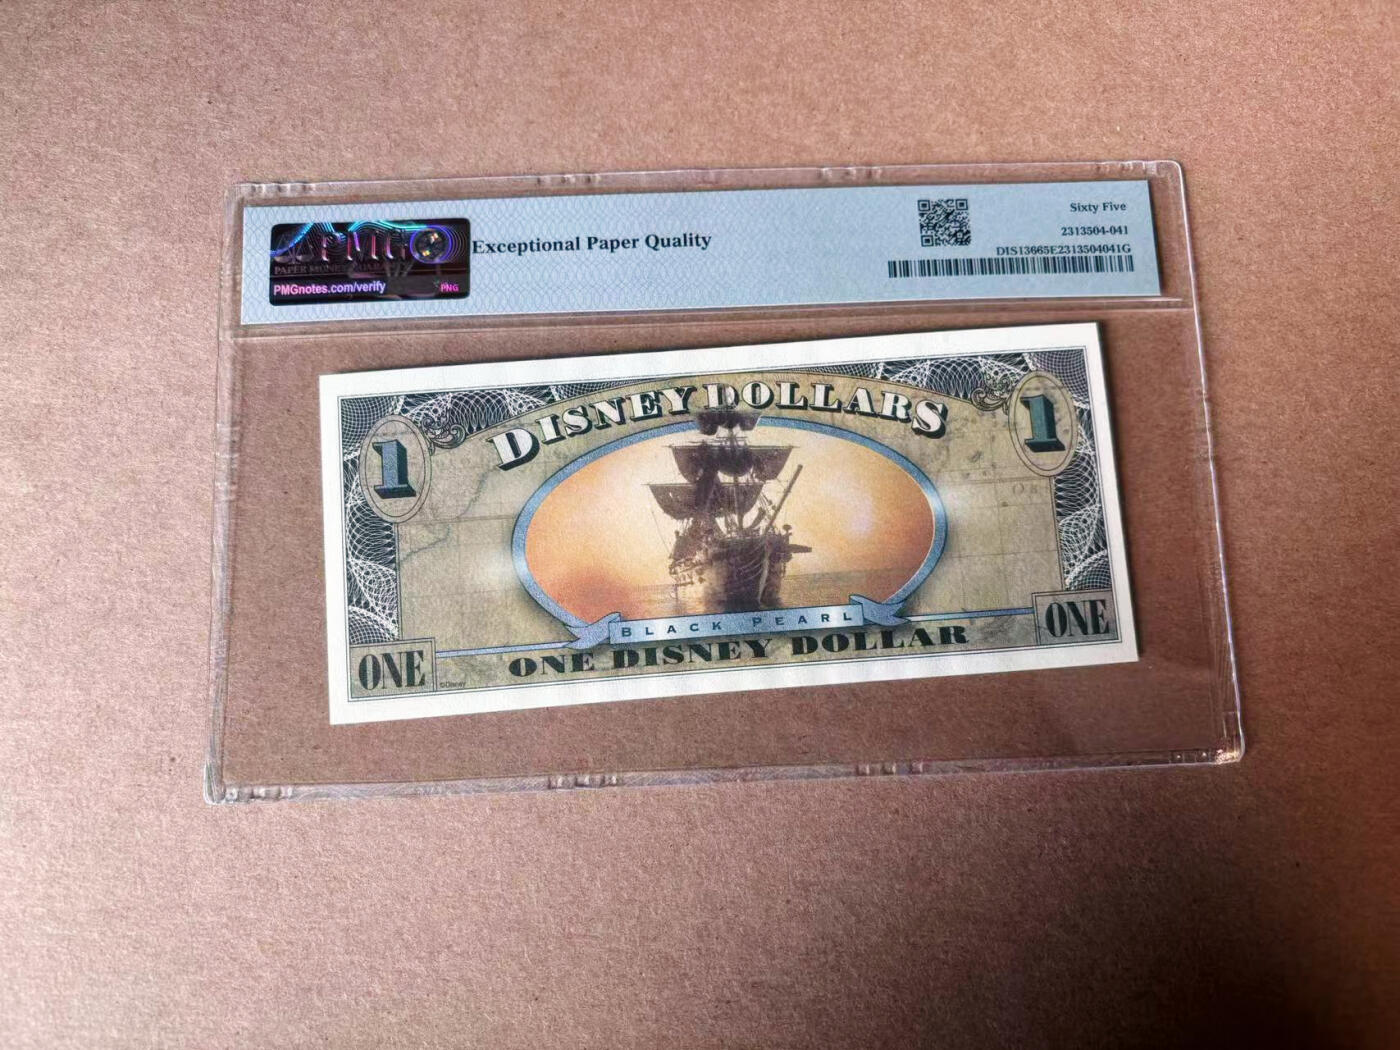 PMG
PAPER MONEY GUARANTY
PMGnotes.com/verify
PNG
Exceptional Paper Quality
Sixty Five
2313504-041
DIS13665E2313504041G
DISNEY DOLLARS
1
1
BLACK PEARL
ONE DISNEY DOLLAR
ONE
ONE
©Disney